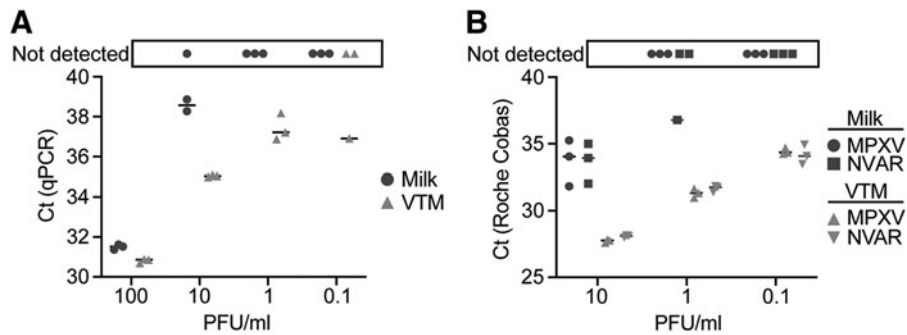 A
Not detected
40
38
36
34
32
30
Ct (qPCR)
100
10
1
0.1
PFU/ml
Milk
VTM
B
Not detected
40
35
30
25
Ct (Roche Cobas)
10
1
0.1
PFU/ml
Milk
MPXV
NVAR
VTM
MPXV
NVAR